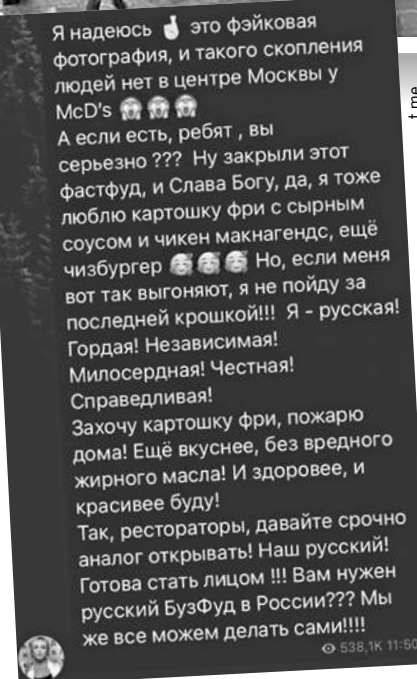 Я надеюсь 🤞 это фэйковая
фотография, и такого скопления
людей нет в центре Москвы у
McD's 😱😱😱
А если есть, ребят , вы
серьезно ??? Ну закрыли этот
фастфуд, и Слава Богу, да, я тоже
люблю картошку фри с сырным
соусом и чикен макнагендс, ещё
чизбургер 🥰🥰🥰 Но, если меня
вот так выгоняют, я не пойду за
последней крошкой!!! Я - русская!
Гордая! Независимая!
Милосердная! Честная!
Справедливая!
Захочу картошку фри, пожарю
дома! Ещё вкуснее, без вредного
жирного масла! И здоровее, и
красивее буду!
Так, рестораторы, давайте срочно
аналог открывать! Наш русский!
Готова стать лицом !!! Вам нужен
русский БузФуд в России??? Мы
же все можем делать сами!!!!
538,1K 11:50
t.me